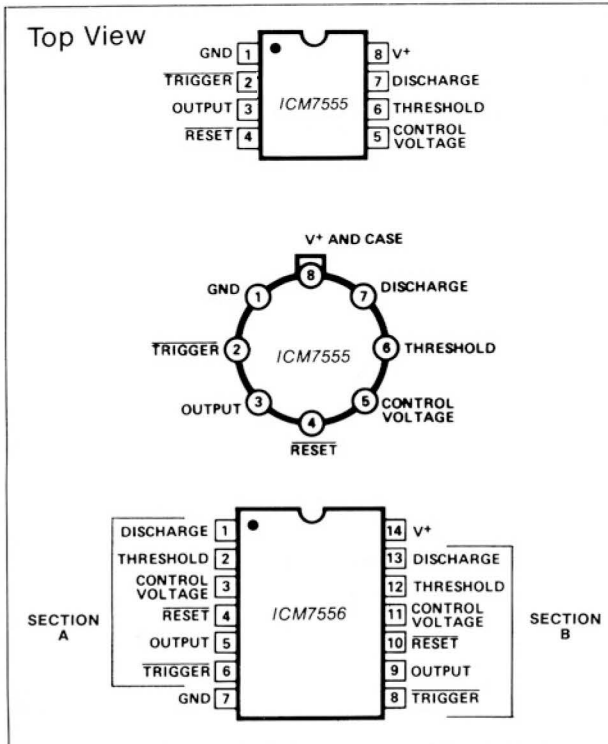 Top View
GND 1
TRIGGER 2
OUTPUT 3
RESET 4
ICM7555
8 V+
7 DISCHARGE
6 THRESHOLD
5 CONTROL
VOLTAGE
V+ AND CASE
8
GND 1
7 DISCHARGE
TRIGGER 2
ICM7555
6 THRESHOLD
OUTPUT 3
5 CONTROL
VOLTAGE
4
RESET
SECTION
A
DISCHARGE 1
THRESHOLD 2
CONTROL
VOLTAGE 3
RESET 4
OUTPUT 5
TRIGGER 6
GND 7
ICM7556
14 V+
13 DISCHARGE
12 THRESHOLD
11 CONTROL
VOLTAGE
10 RESET
9 OUTPUT
8 TRIGGER
SECTION
B